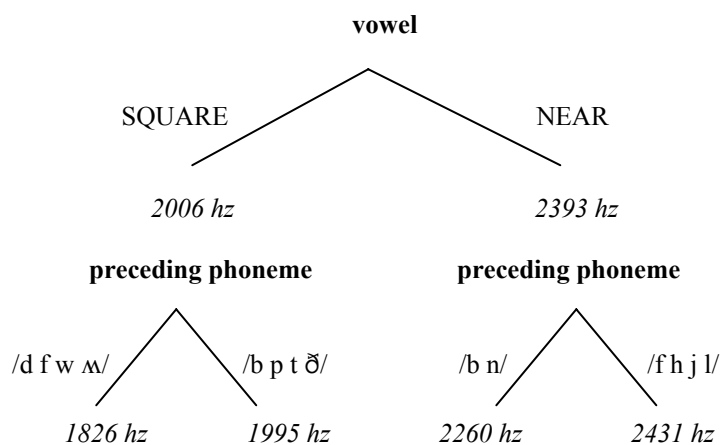 vowel
SQUARE NEAR
2006 hz 2393 hz
preceding phoneme preceding phoneme
/d f w ʍ/ /b p t ð/ /b n/ /f h j l/
1826 hz 1995 hz 2260 hz 2431 hz